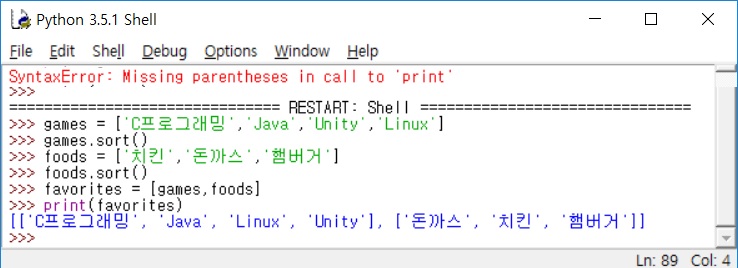 Python 3.5.1 Shell
File Edit Shell Debug Options Window Help
SyntaxError: Missing parentheses in call to 'print'
>>>
=============================== RESTART: Shell ===============================
>>> games = ['C프로그래밍','Java','Unity','Linux']
>>> games.sort()
>>> foods = ['치킨','돈까스','햄버거']
>>> foods.sort()
>>> favorites = [games,foods]
>>> print(favorites)
[['C프로그래밍', 'Java', 'Linux', 'Unity'], ['돈까스', '치킨', '햄버거']]
>>>
Ln: 89 Col: 4